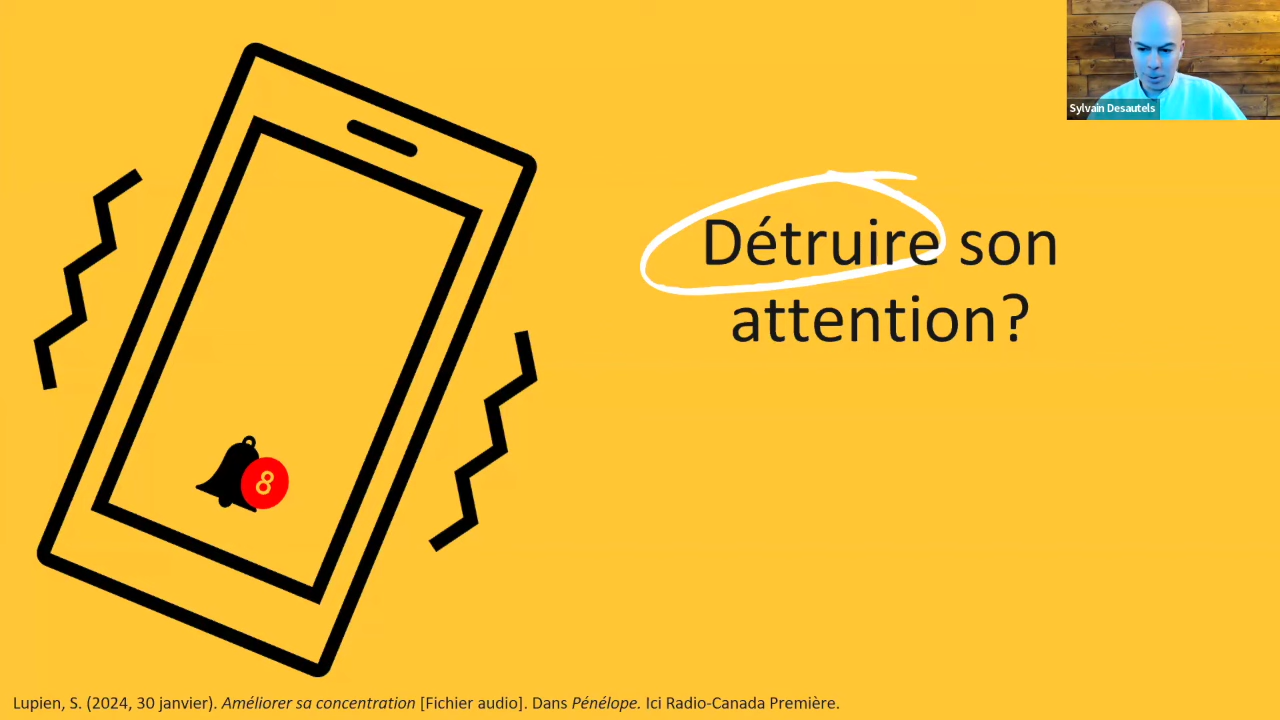 Sylvain Desautels
Détruire son
attention?
8
Lupien, S. (2024, 30 janvier). Améliorer sa concentration [Fichier audio]. Dans Pénélope. Ici Radio-Canada Première.